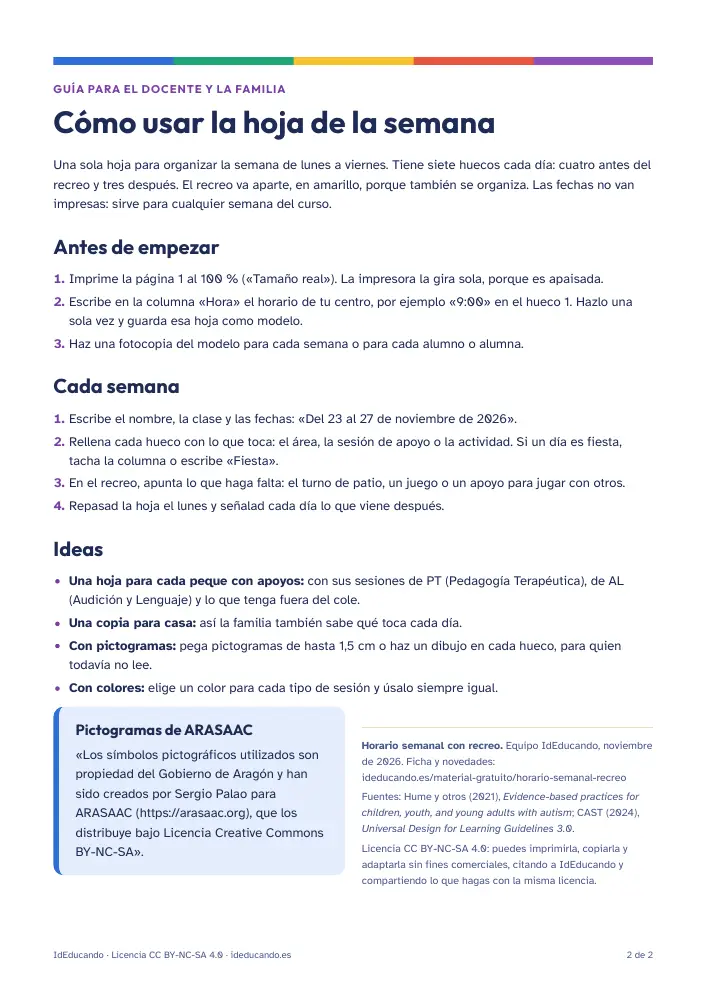 GUÍA PARA EL DOCENTE Y LA FAMILIA
Cómo usar la hoja de la semana
Una sola hoja para organizar la semana de lunes a viernes. Tiene siete huecos cada día: cuatro antes del
recreo y tres después. El recreo va aparte, en amarillo, porque también se organiza. Las fechas no van
impresas: sirve para cualquier semana del curso.
Antes de empezar
1. Imprime la página 1 al 100 % («Tamaño real»). La impresora la gira sola, porque es apaisada.
2. Escribe en la columna «Hora» el horario de tu centro, por ejemplo «9:00» en el hueco 1. Hazlo una
sola vez y guarda esa hoja como modelo.
3. Haz una fotocopia del modelo para cada semana o para cada alumno o alumna.
Cada semana
1. Escribe el nombre, la clase y las fechas: «Del 23 al 27 de noviembre de 2026».
2. Rellena cada hueco con lo que toca: el área, la sesión de apoyo o la actividad. Si un día es fiesta,
tacha la columna o escribe «Fiesta».
3. En el recreo, apunta lo que haga falta: el turno de patio, un juego o un apoyo para jugar con otros.
4. Repasad la hoja el lunes y señalad cada día lo que viene después.
Ideas
• Una hoja para cada peque con apoyos: con sus sesiones de PT (Pedagogía Terapéutica), de AL
(Audición y Lenguaje) y lo que tenga fuera del cole.
• Una copia para casa: así la familia también sabe qué toca cada día.
• Con pictogramas: pega pictogramas de hasta 1,5 cm o haz un dibujo en cada hueco, para quien
todavía no lee.
• Con colores: elige un color para cada tipo de sesión y úsalo siempre igual.
Pictogramas de ARASAAC
«Los símbolos pictográficos utilizados son
propiedad del Gobierno de Aragón y han
sido creados por Sergio Palao para
ARASAAC (https://arasaac.org), que los
distribuye bajo Licencia Creative Commons
BY-NC-SA».
Horario semanal con recreo. Equipo IdEducando, noviembre
de 2026. Ficha y novedades:
ideducando.es/material-gratuito/horario-semanal-recreo
Fuentes: Hume y otros (2021), Evidence-based practices for
children, youth, and young adults with autism; CAST (2024),
Universal Design for Learning Guidelines 3.0.
Licencia CC BY-NC-SA 4.0: puedes imprimirla, copiarla y
adaptarla sin fines comerciales, citando a IdEducando y
compartiendo lo que hagas con la misma licencia.
IdEducando · Licencia CC BY-NC-SA 4.0 · ideducando.es
2 de 2